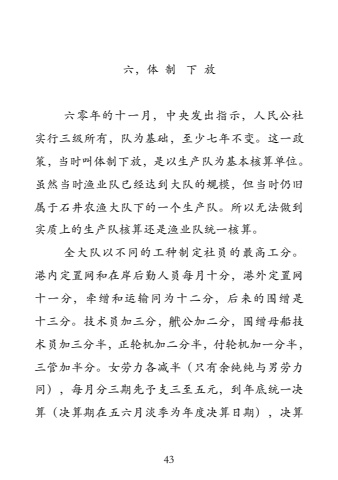 六，体 制 下 放
六零年的十一月，中央发出指示，人民公社
实行三级所有，队为基础，至少七年不变。这一政
策，当时叫体制下放，是以生产队为基本核算单位。
虽然当时渔业队已经达到大队的规模，但当时仍旧
属于石井农渔大队下的一个生产队。所以无法做到
实质上的生产队核算还是渔业队统一核算。
全大队以不同的工种制定社员的最高工分。
港内定置网和在岸后勤人员每月十分，港外定置网
十一分，牵缯和运输同为十二分，后来的围缯是
十三分。技术员加三分，舭公加二分，围缯母船技
术员加三分半，正轮机加二分半，付轮机加一分半，
三管加半分。女劳力各减半（只有余纯纯与男劳力
同），每月分三期先予支三至五元，到年底统一决
算（决算期在五六月淡季为年度决算日期），决算
43